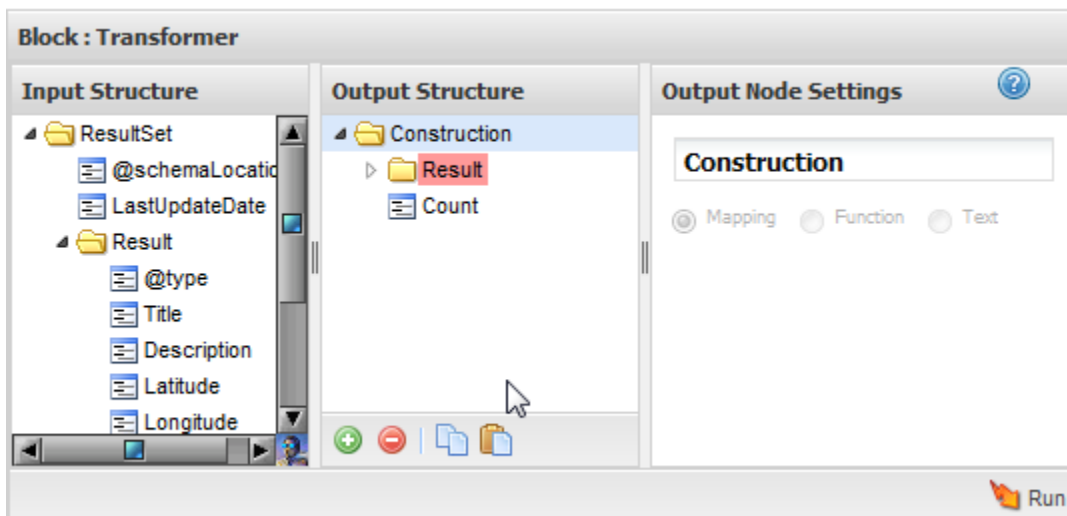 Block : Transformer
Input Structure
ResultSet
@schemaLocatio
LastUpdateDate
Result
@type
Title
Description
Latitude
Longitude
Output Structure
Construction
Result
Count
Output Node Settings
?
Construction
Mapping
Function
Text
Run